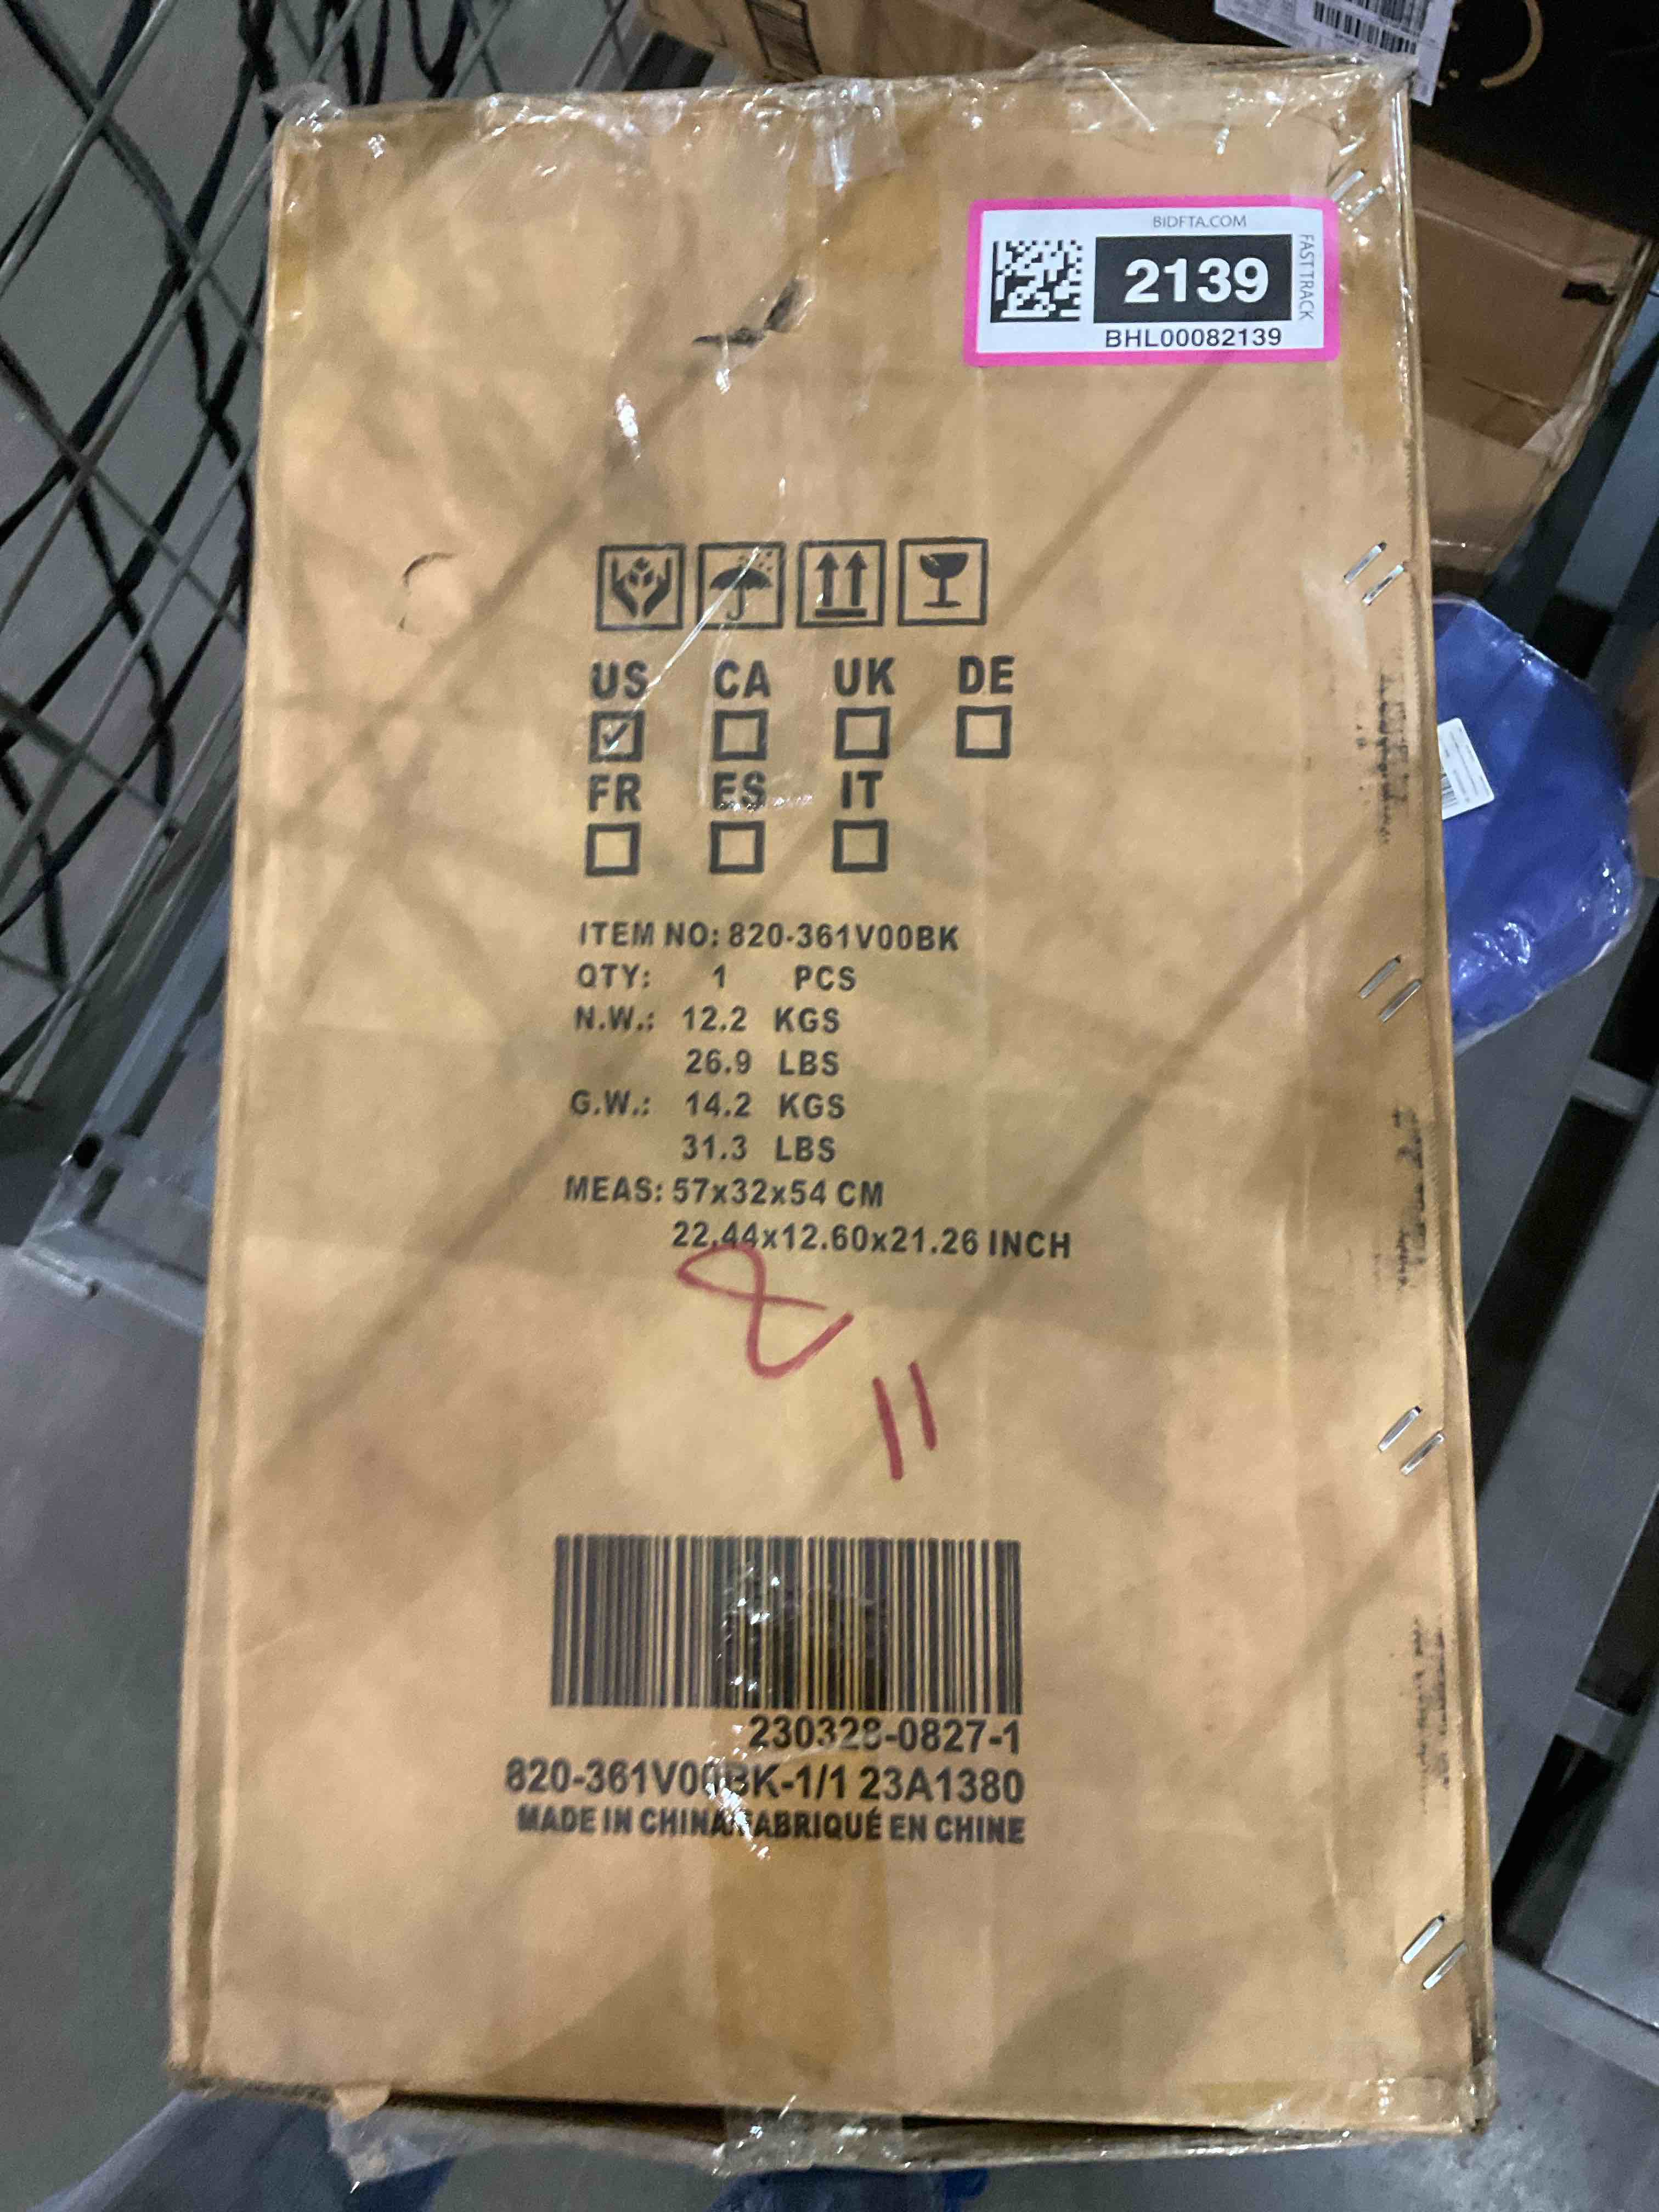 BIDFTA.COM
2139
FAST TRACK
BHL00082139
US CA UK DE
FR ES IT
ITEM NO: 820-361V00BK
QTY: 1 PCS
N.W.: 12.2 KGS
26.9 LBS
G.W.: 14.2 KGS
31.3 LBS
MEAS: 57x32x54 CM
22.44x12.60x21.26 INCH
8
11
230328-0827-1
820-361V00BK-1/1 23A1380
MADE IN CHINA/FABRIQUÉ EN CHINE